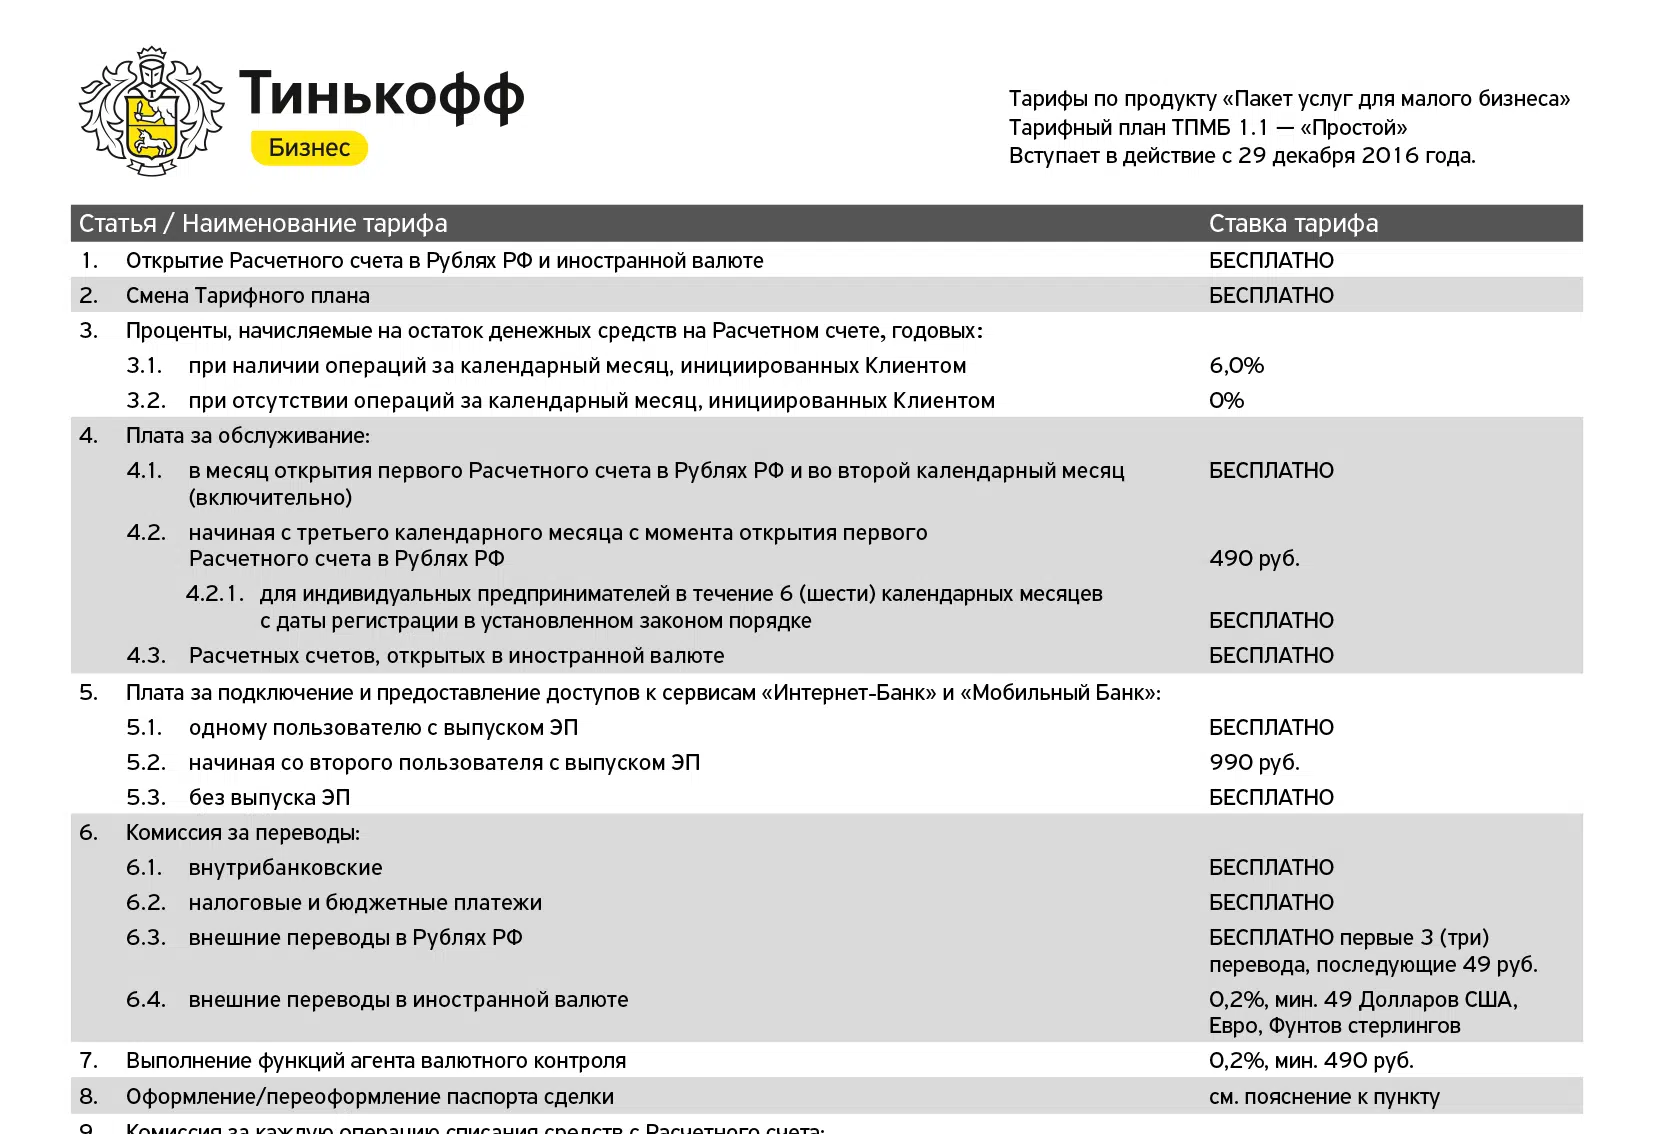 Тинькофф
Бизнес
Тарифы по продукту «Пакет услуг для малого бизнеса»
Тарифный план ТПМБ 1.1 — «Простой»
Вступает в действие с 29 декабря 2016 года.
Статья / Наименование тарифа Ставка тарифа
1. Открытие Расчетного счета в Рублях РФ и иностранной валюте БЕСПЛАТНО
2. Смена Тарифного плана БЕСПЛАТНО
3. Проценты, начисляемые на остаток денежных средств на Расчетном счете, годовых:
3.1. при наличии операций за календарный месяц, инициированных Клиентом 6,0%
3.2. при отсутствии операций за календарный месяц, инициированных Клиентом 0%
4. Плата за обслуживание:
4.1. в месяц открытия первого Расчетного счета в Рублях РФ и во второй календарный месяц БЕСПЛАТНО
(включительно)
4.2. начиная с третьего календарного месяца с момента открытия первого
Расчетного счета в Рублях РФ 490 руб.
4.2.1. для индивидуальных предпринимателей в течение 6 (шести) календарных месяцев
с даты регистрации в установленном законом порядке БЕСПЛАТНО
4.3. Расчетных счетов, открытых в иностранной валюте БЕСПЛАТНО
5. Плата за подключение и предоставление доступов к сервисам «Интернет-Банк» и «Мобильный Банк»:
5.1. одному пользователю с выпуском ЭП БЕСПЛАТНО
5.2. начиная со второго пользователя с выпуском ЭП 990 руб.
5.3. без выпуска ЭП БЕСПЛАТНО
6. Комиссия за переводы:
6.1. внутрибанковские БЕСПЛАТНО
6.2. налоговые и бюджетные платежи БЕСПЛАТНО
6.3. внешние переводы в Рублях РФ БЕСПЛАТНО первые 3 (три)
перевода, последующие 49 руб.
6.4. внешние переводы в иностранной валюте 0,2%, мин. 49 Долларов США,
Евро, Фунтов стерлингов
7. Выполнение функций агента валютного контроля 0,2%, мин. 490 руб.
8. Оформление/переоформление паспорта сделки см. пояснение к пункту
9. Комиссия за каждую операцию списания средств с Расчетного счета: